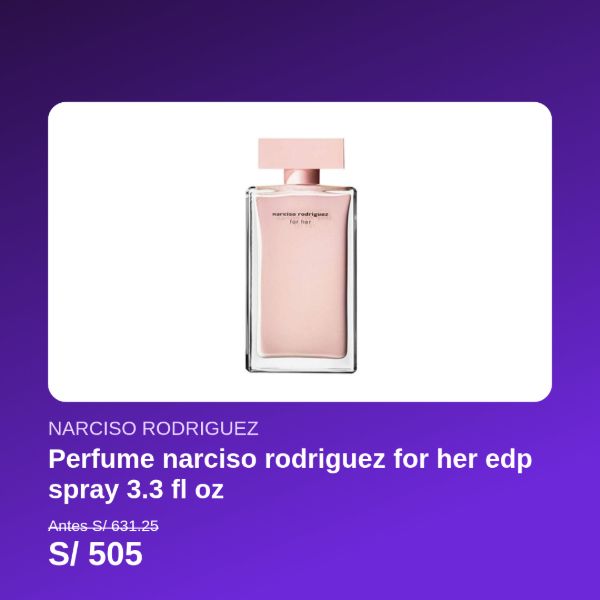 narciso rodriguez
for her
NARCISO RODRIGUEZ
Perfume narciso rodriguez for her edp
spray 3.3 fl oz
Antes S/ 631.25
S/ 505